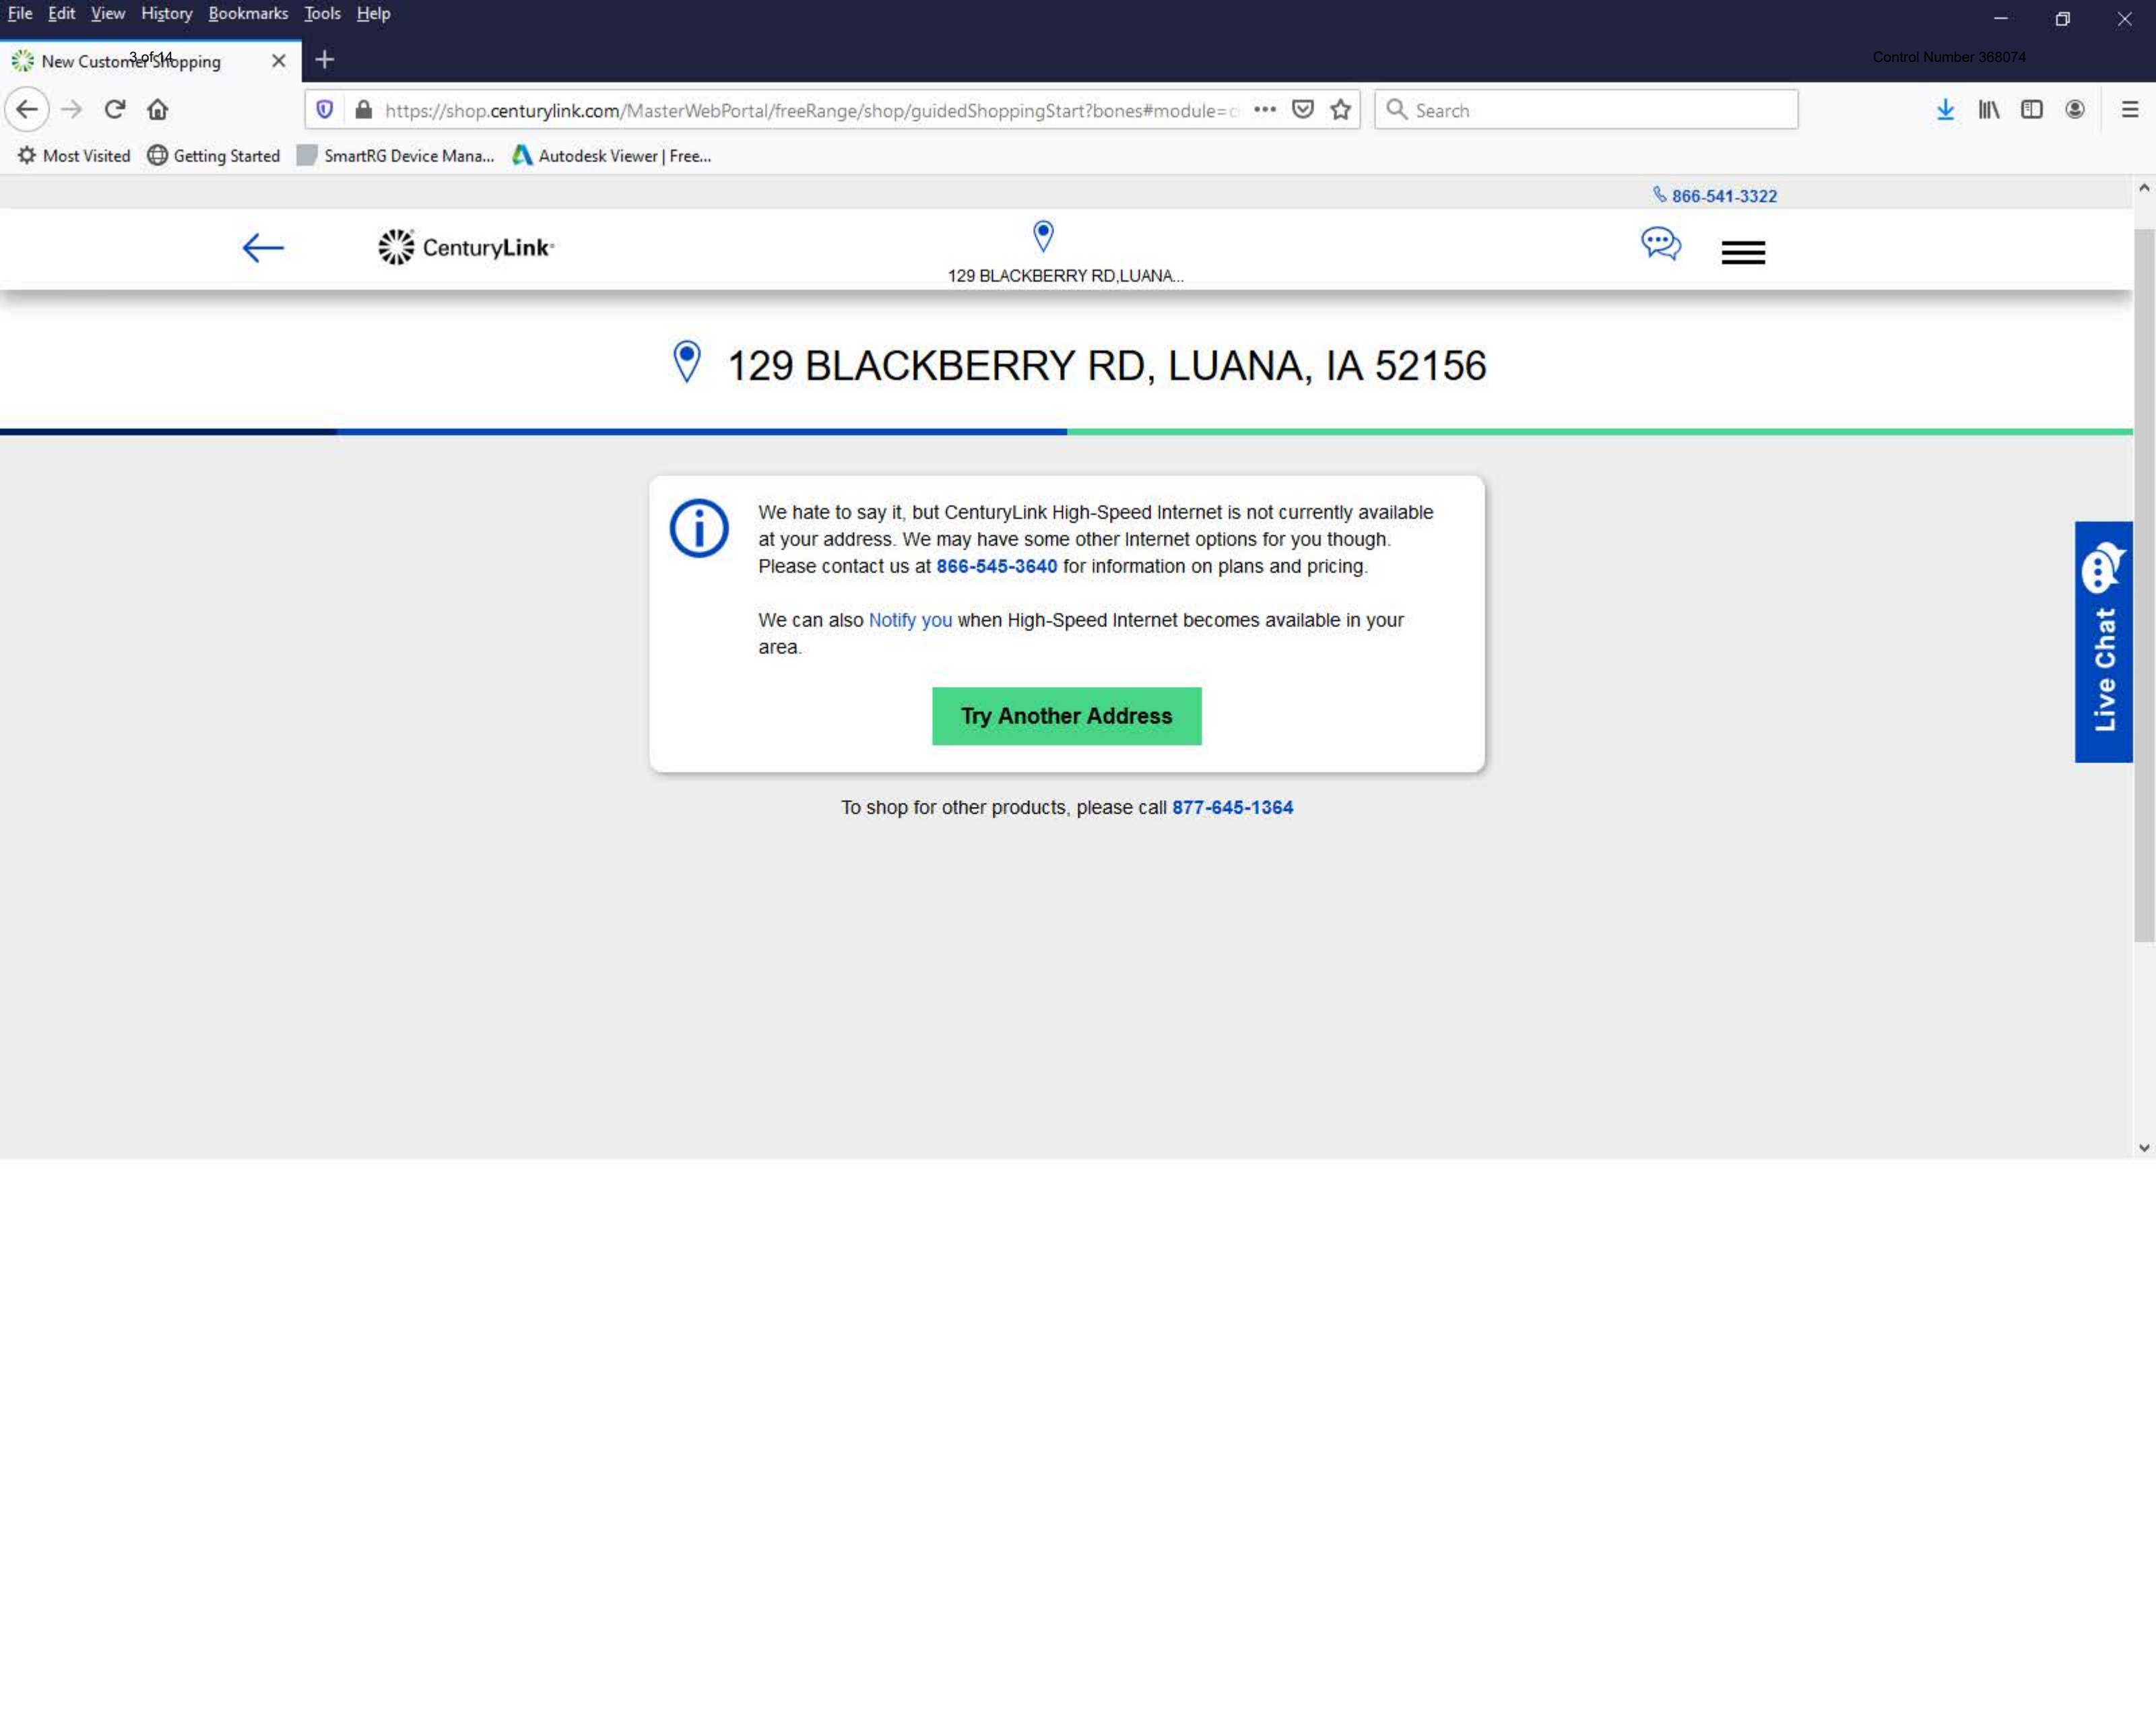 File Edit View History Bookmarks Tools Help
New Customer Shopping
3 of 14
Control Number 368074
https://shop.centurylink.com/MasterWebPortal/freeRange/shop/guidedShoppingStart?bones#module=
Search
Most Visited Getting Started SmartRG Device Mana... Autodesk Viewer | Free...
866-541-3322
CenturyLink
129 BLACKBERRY RD,LUANA...
129 BLACKBERRY RD, LUANA, IA 52156
We hate to say it, but CenturyLink High-Speed Internet is not currently available
at your address. We may have some other Internet options for you though.
Please contact us at 866-545-3640 for information on plans and pricing.
We can also Notify you when High-Speed Internet becomes available in your
area.
Try Another Address
To shop for other products, please call 877-645-1364
Live Chat